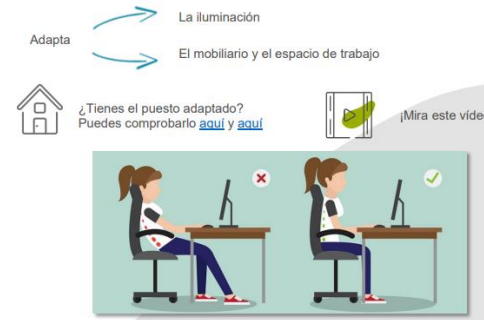 La iluminación
Adapta
El mobiliario y el espacio de trabajo
¿Tienes el puesto adaptado?
Puedes comprobarlo aquí y aquí
¡Mira este víde